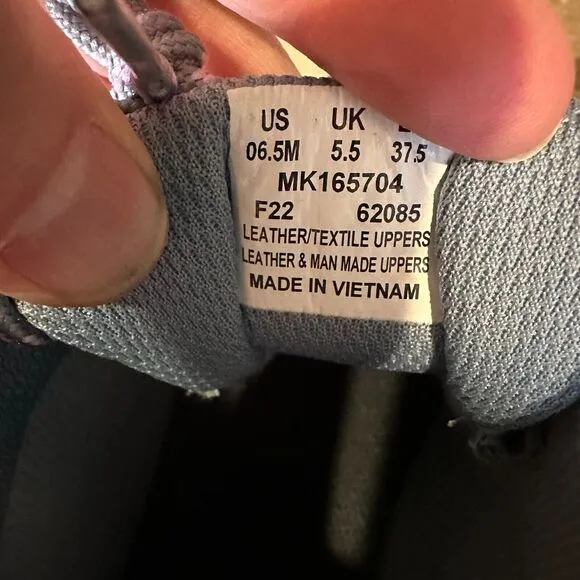 US UK
06.5M 5.5 37.5
MK165704
F22 62085
LEATHER/TEXTILE UPPERS
LEATHER & MAN MADE UPPERS
MADE IN VIETNAM